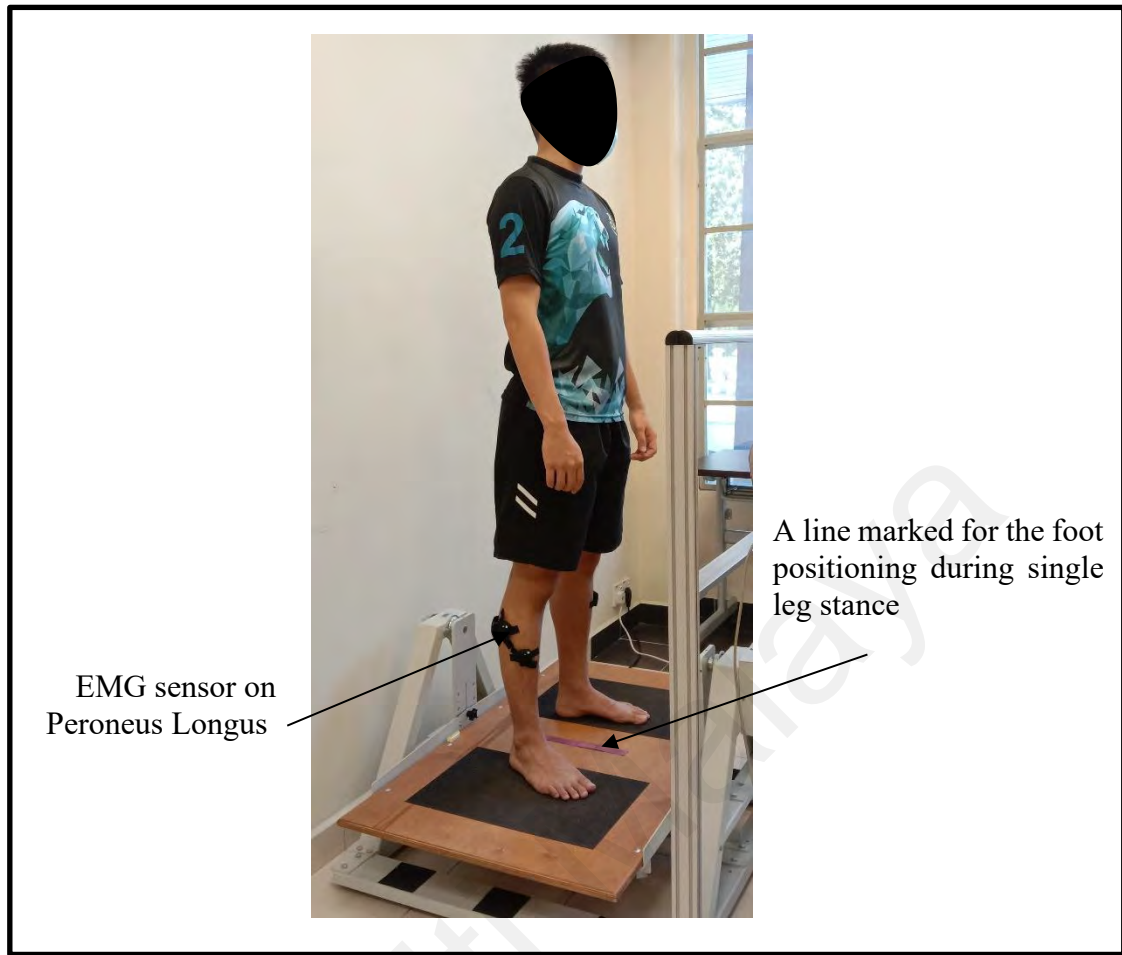 2
A line marked for the foot
positioning during single
leg stance
EMG sensor on
Peroneus Longus